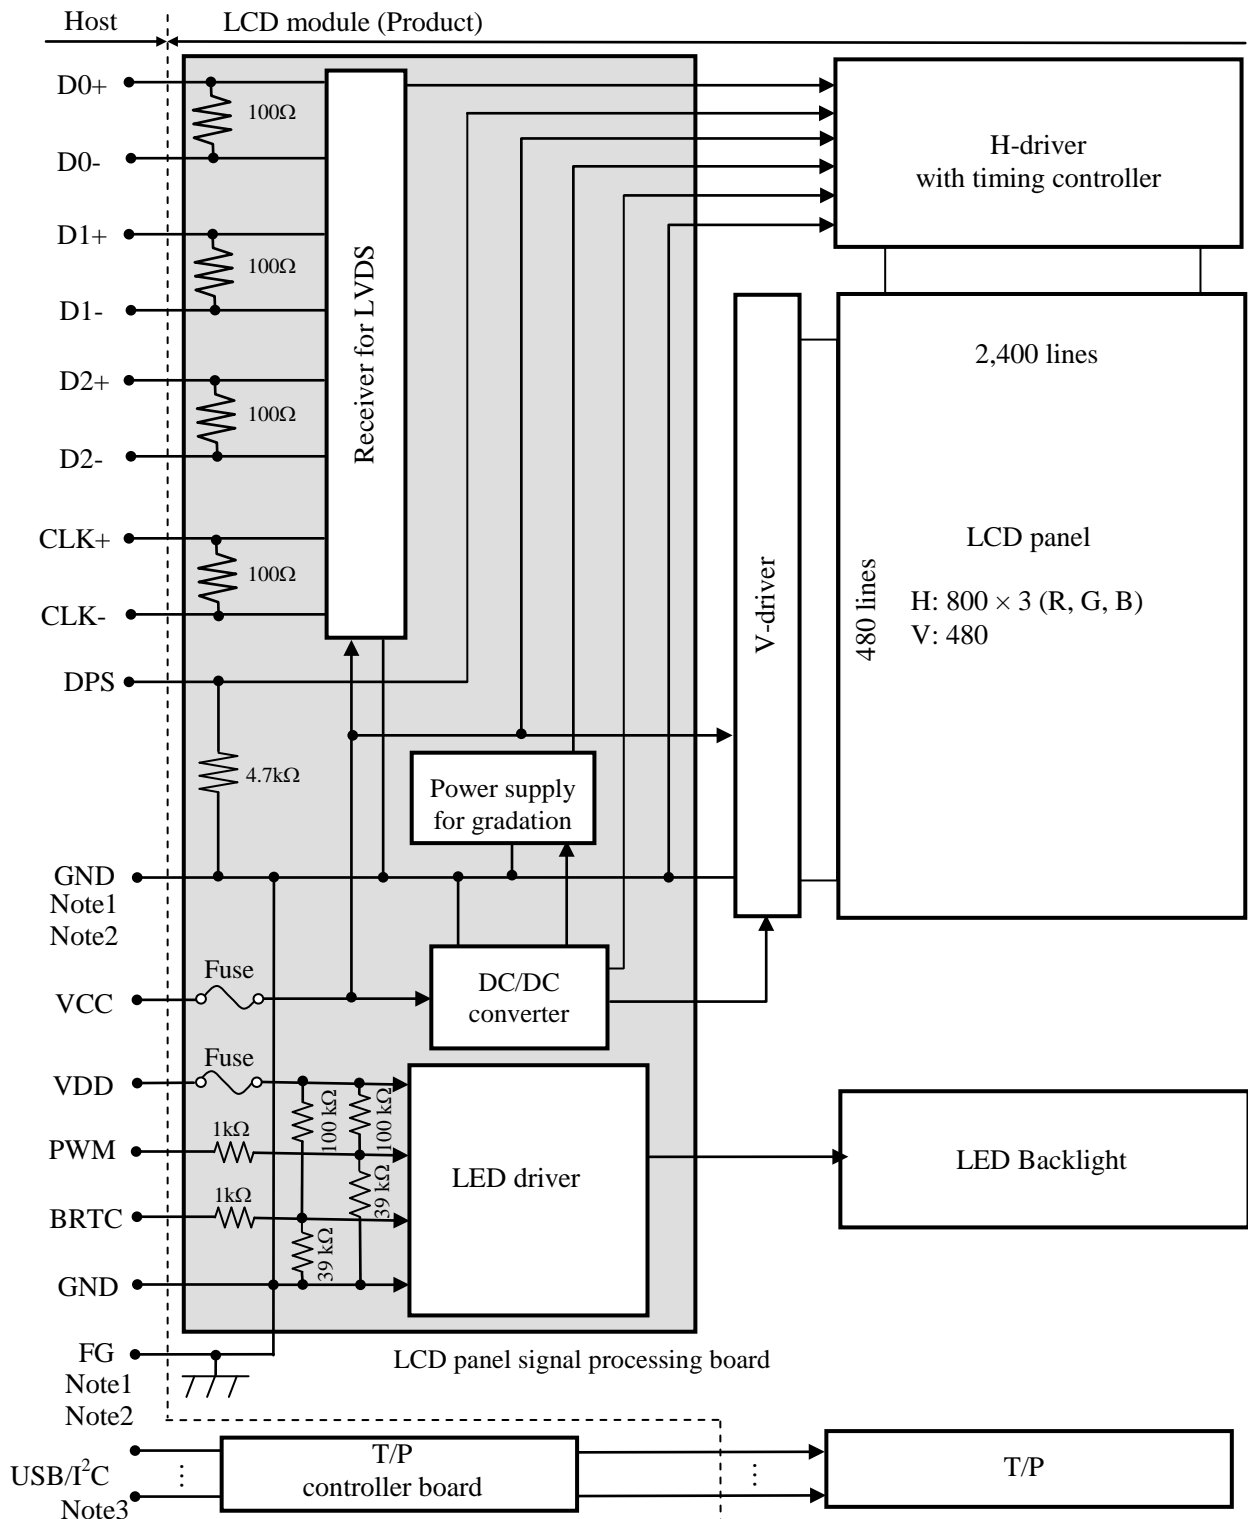 Host
LCD module (Product)
D0+
100Ω
D0-
D1+
100Ω
D1-
D2+
100Ω
D2-
CLK+
100Ω
CLK-
DPS
4.7kΩ
GND
Note1
Note2
Fuse
VCC
Fuse
VDD
1kΩ
PWM
1kΩ
BRTC
GND
100 kΩ
100 kΩ
39 kΩ
39 kΩ
FG
Note1
Note2
USB/I²C
Note3
Receiver for LVDS
Power supply
for gradation
DC/DC
converter
LED driver
LCD panel signal processing board
T/P
controller board
H-driver
with timing controller
V-driver
2,400 lines
480 lines
LCD panel
H: 800 × 3 (R, G, B)
V: 480
LED Backlight
T/P